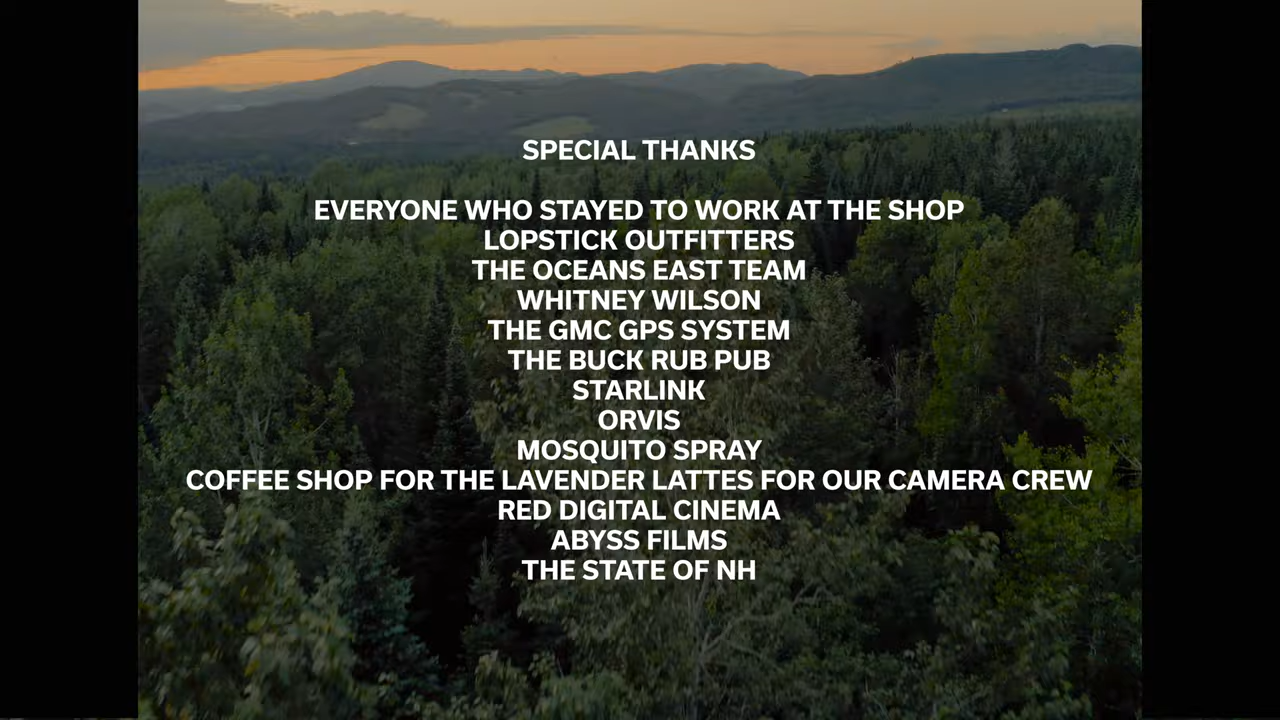 SPECIAL THANKS
EVERYONE WHO STAYED TO WORK AT THE SHOP
LOPSTICK OUTFITTERS
THE OCEANS EAST TEAM
WHITNEY WILSON
THE GMC GPS SYSTEM
THE BUCK RUB PUB
STARLINK
ORVIS
MOSQUITO SPRAY
COFFEE SHOP FOR THE LAVENDER LATTES FOR OUR CAMERA CREW
RED DIGITAL CINEMA
ABYSS FILMS
THE STATE OF NH